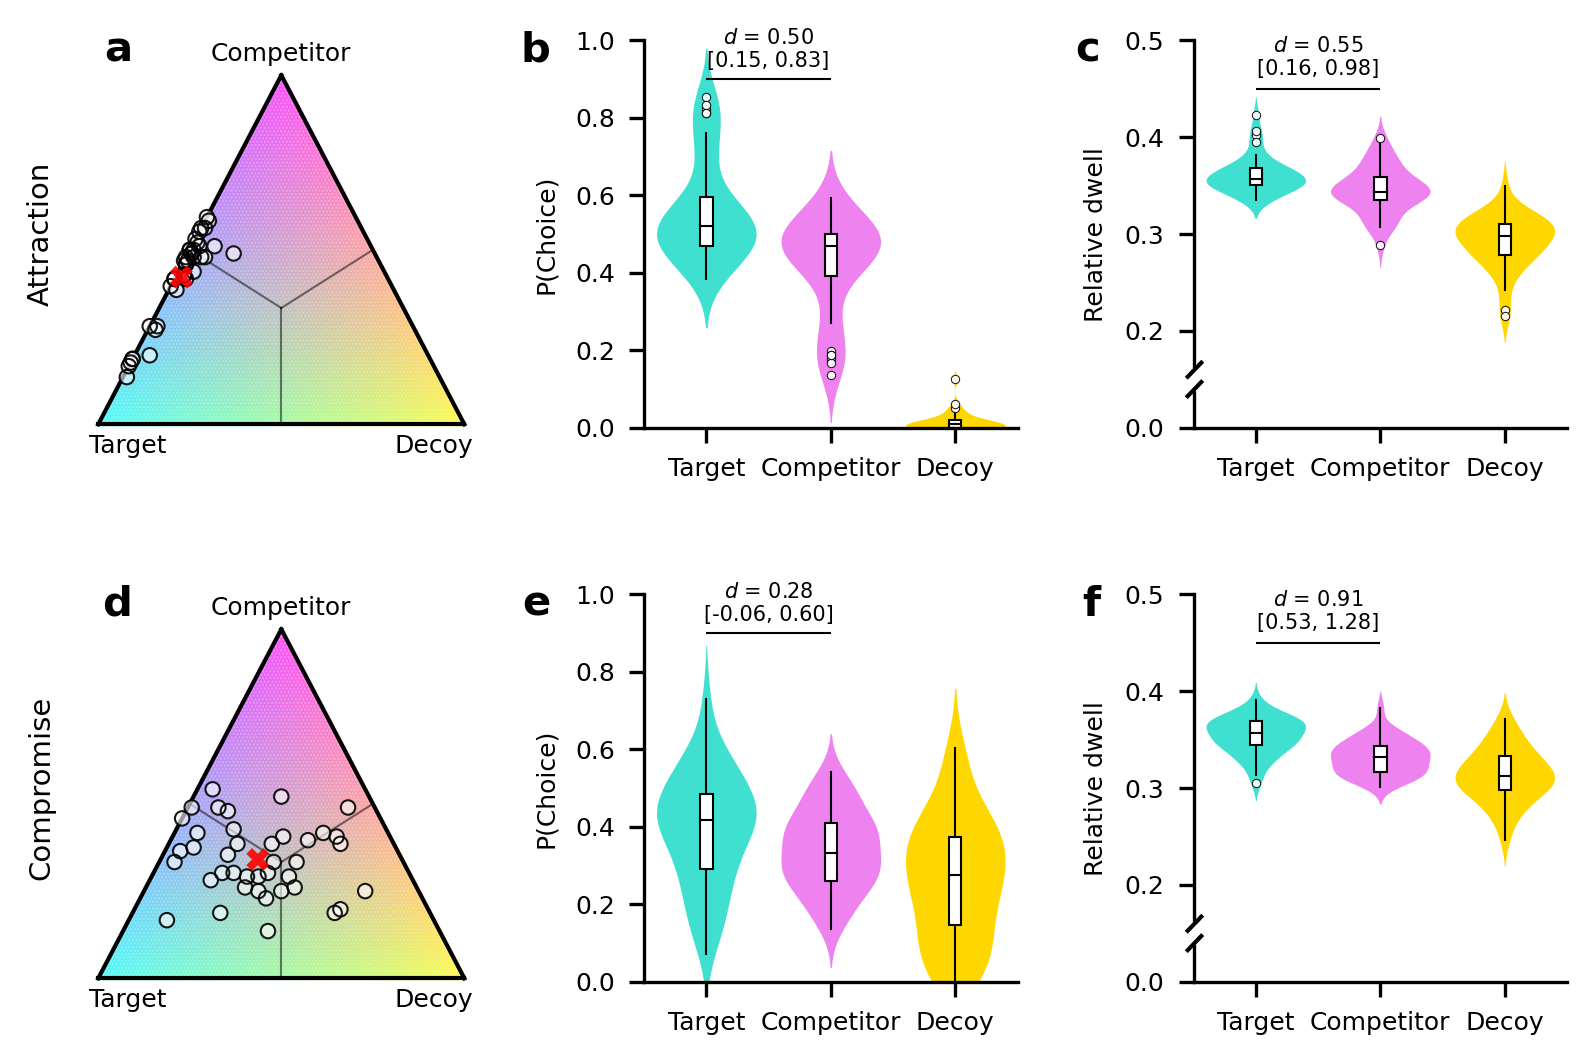 a
Competitor
Attraction
Target
Decoy
b
d = 0.50
[0.15, 0.83]
P(Choice)
1.0
0.8
0.6
0.4
0.2
0.0
Target
Competitor
Decoy
c
d = 0.55
[0.16, 0.98]
Relative dwell
0.5
0.4
0.3
0.2
0.0
Target
Competitor
Decoy
d
Competitor
Compromise
Target
Decoy
e
d = 0.28
[-0.06, 0.60]
P(Choice)
1.0
0.8
0.6
0.4
0.2
0.0
Target
Competitor
Decoy
f
d = 0.91
[0.53, 1.28]
Relative dwell
0.5
0.4
0.3
0.2
0.0
Target
Competitor
Decoy